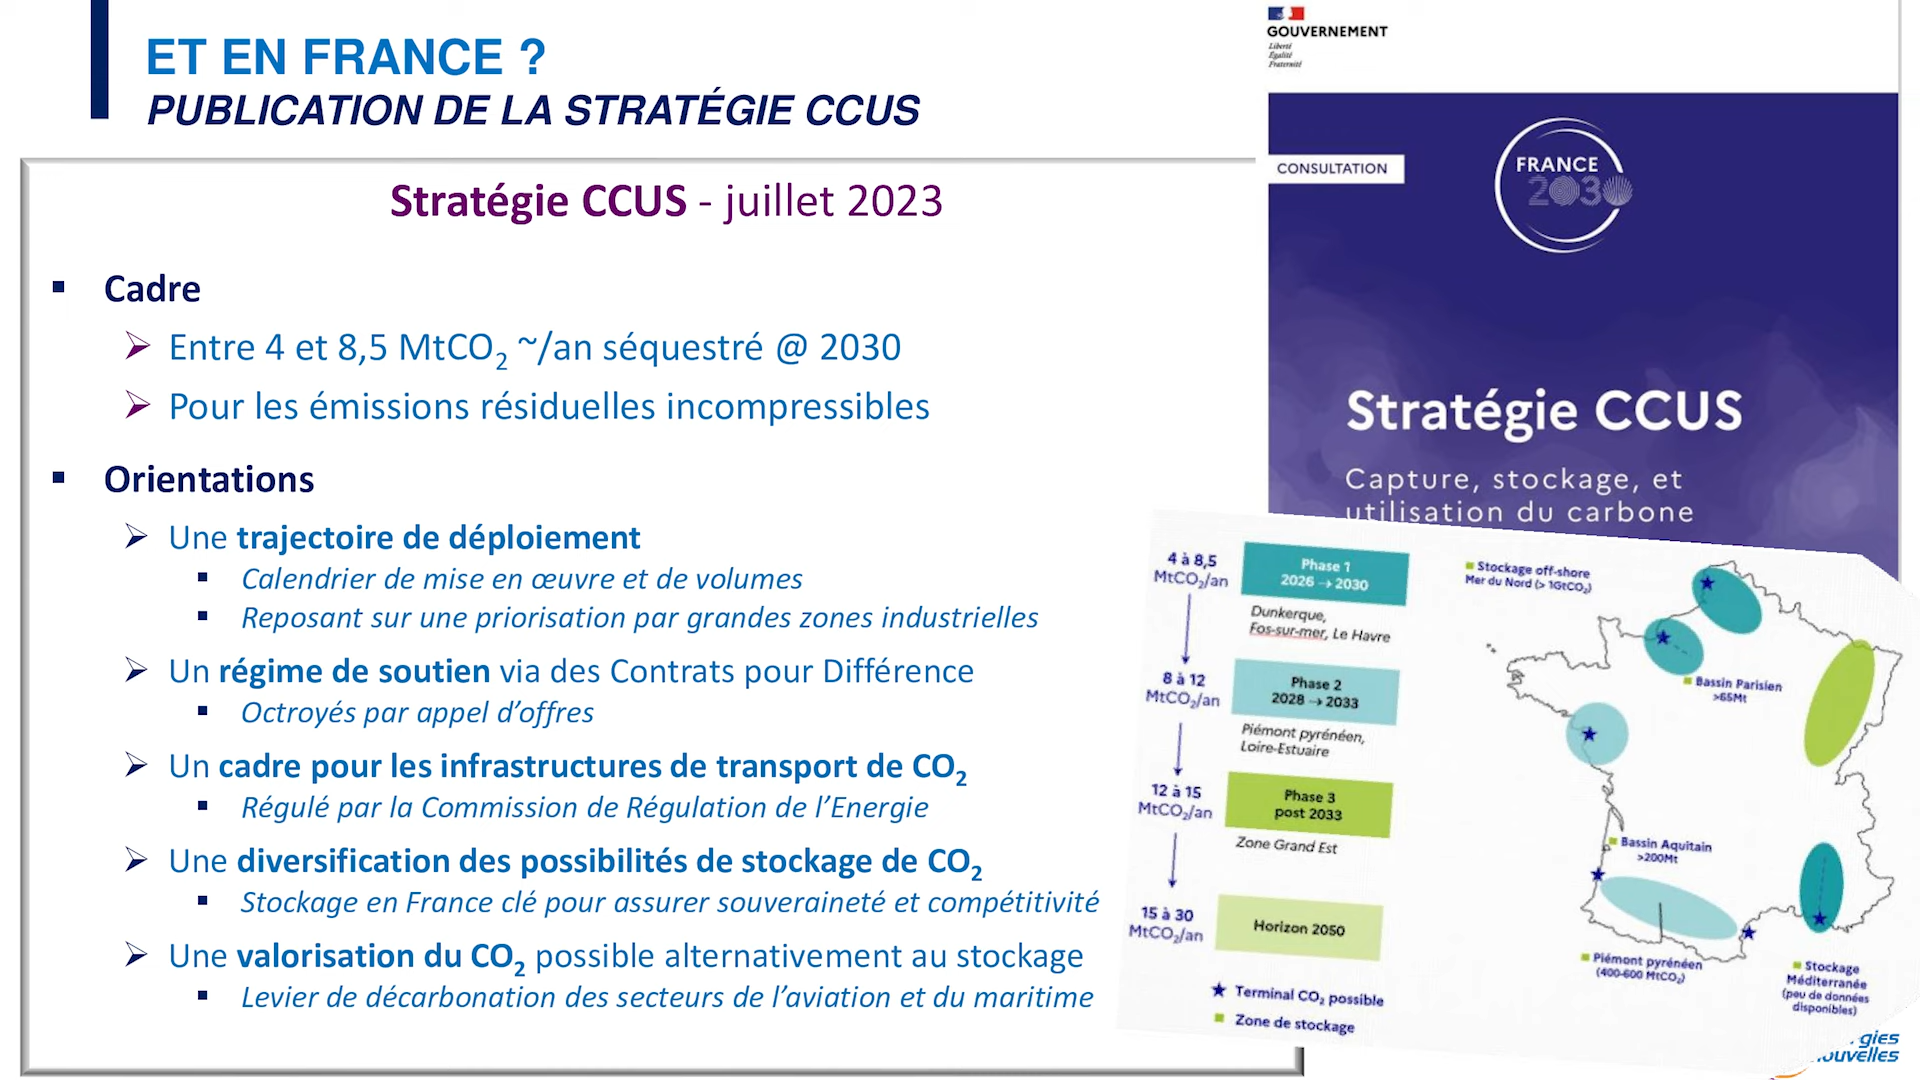 ET EN FRANCE ?
PUBLICATION DE LA STRATÉGIE CCUS
Stratégie CCUS - juillet 2023
▪ Cadre
➢ Entre 4 et 8,5 MtCO₂ ~/an séquestré @ 2030
➢ Pour les émissions résiduelles incompressibles
▪ Orientations
➢ Une trajectoire de déploiement
▪ Calendrier de mise en œuvre et de volumes
▪ Reposant sur une priorisation par grandes zones industrielles
➢ Un régime de soutien via des Contrats pour Différence
▪ Octroyés par appel d’offres
➢ Un cadre pour les infrastructures de transport de CO₂
▪ Régulé par la Commission de Régulation de l’Energie
➢ Une diversification des possibilités de stockage de CO₂
▪ Stockage en France clé pour assurer souveraineté et compétitivité
➢ Une valorisation du CO₂ possible alternativement au stockage
▪ Levier de décarbonation des secteurs de l’aviation et du maritime
GOUVERNEMENT
Liberté
Égalité
Fraternité
CONSULTATION
FRANCE
2030
Stratégie CCUS
Capture, stockage, et
utilisation du carbone
4 à 8,5
MtCO₂/an
Phase 1
2026 → 2030
Dunkerque,
Fos-sur-mer, Le Havre
8 à 12
MtCO₂/an
Phase 2
2028 → 2033
Piémont pyrénéen,
Loire-Estuaire
12 à 15
MtCO₂/an
Phase 3
post 2033
Zone Grand Est
15 à 30
MtCO₂/an
Horizon 2050
★ Terminal CO₂ possible
Zone de stockage
Stockage off-shore
Mer du Nord (> 1GtCO₂)
Bassin Parisien
>65Mt
Bassin Aquitain
>200Mt
Piémont pyrénéen
(400-600 MtCO₂)
Stockage
Méditerranée
(peu de données
disponibles)
gies
nouvelles